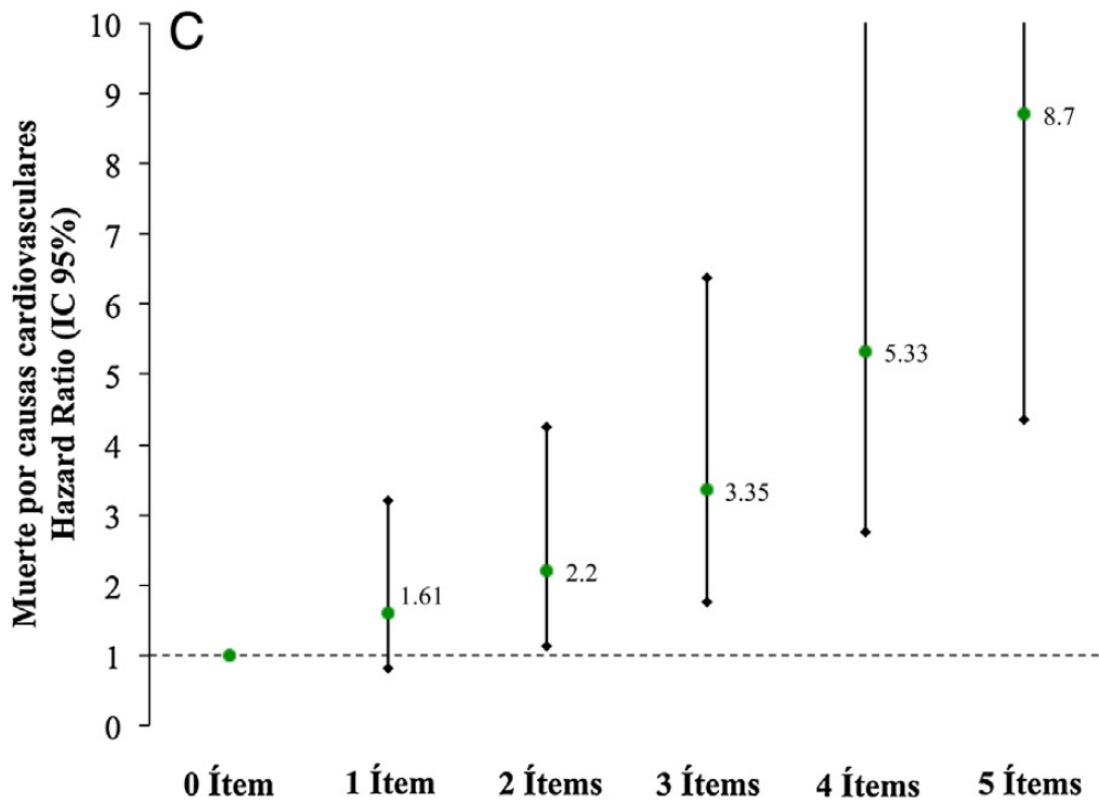 C
Muerte por causas cardiovasculares
Hazard Ratio (IC 95%)
10
9
8
7
6
5
4
3
2
1
0
1.61
2.2
3.35
5.33
8.7
0 Ítem
1 Ítem
2 Ítems
3 Ítems
4 Ítems
5 Ítems